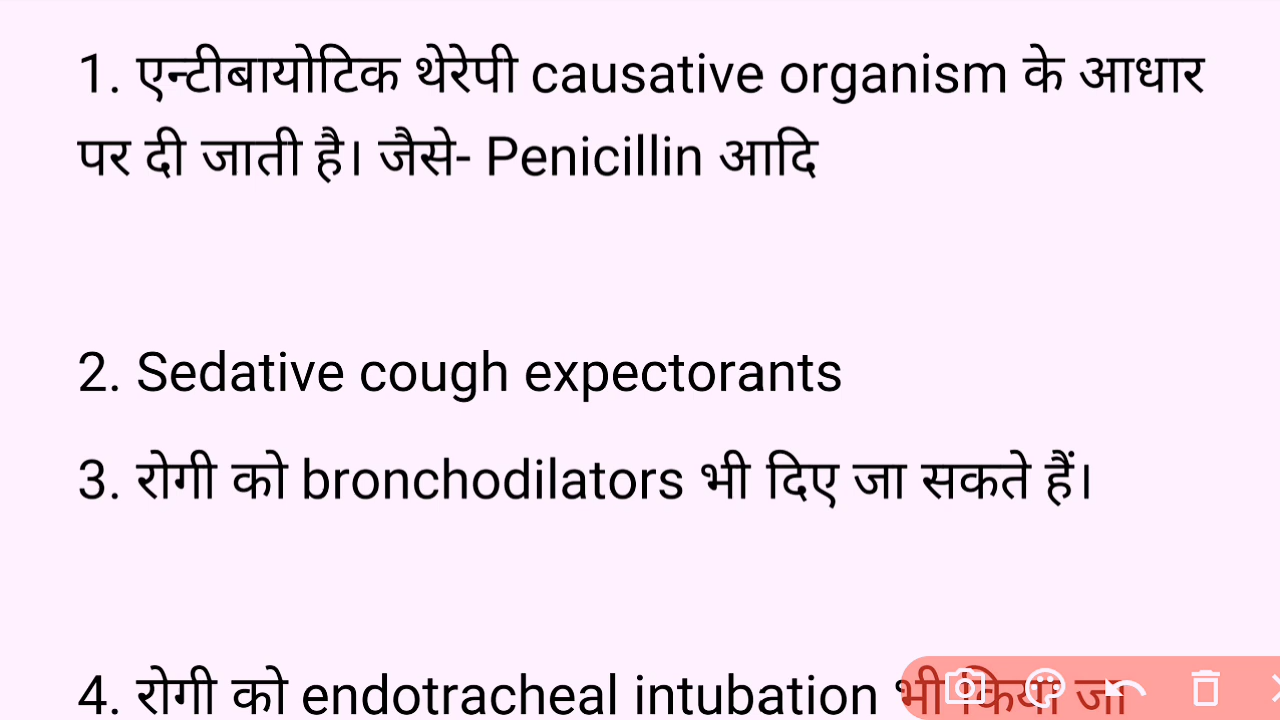 1. एन्टीबायोटिक थेरेपी causative organism के आधार
पर दी जाती है। जैसे- Penicillin आदि
2. Sedative cough expectorants
3. रोगी को bronchodilators भी दिए जा सकते हैं।
4. रोगी को endotracheal intubation भी किया जा